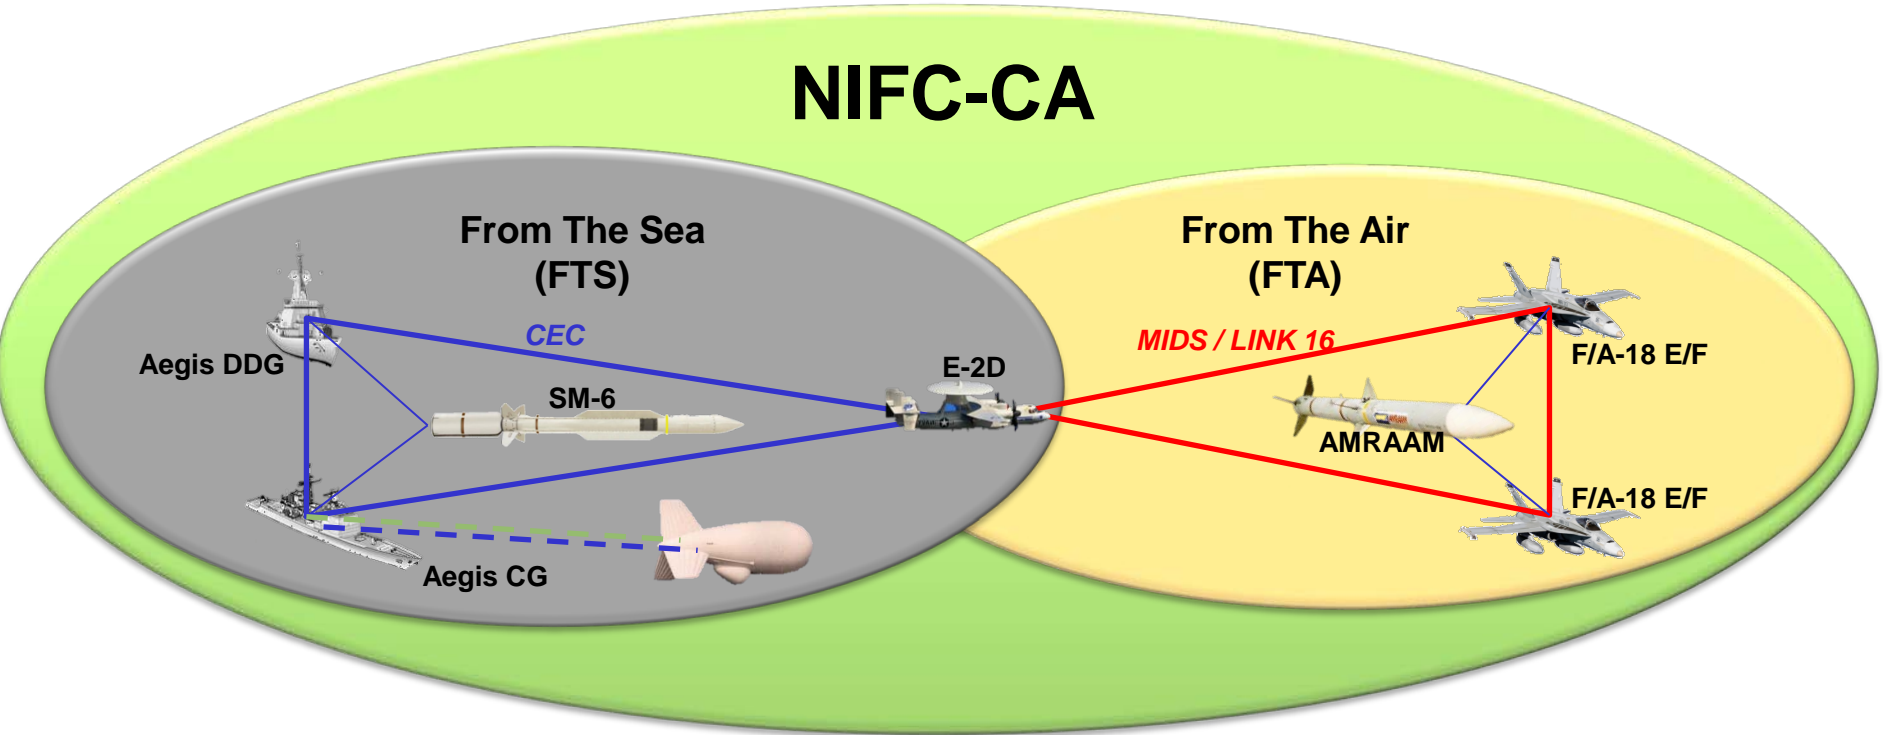 NIFC-CA
From The Sea
(FTS)
From The Air
(FTA)
CEC
MIDS / LINK 16
Aegis DDG
E-2D
F/A-18 E/F
SM-6
AMRAAM
F/A-18 E/F
Aegis CG